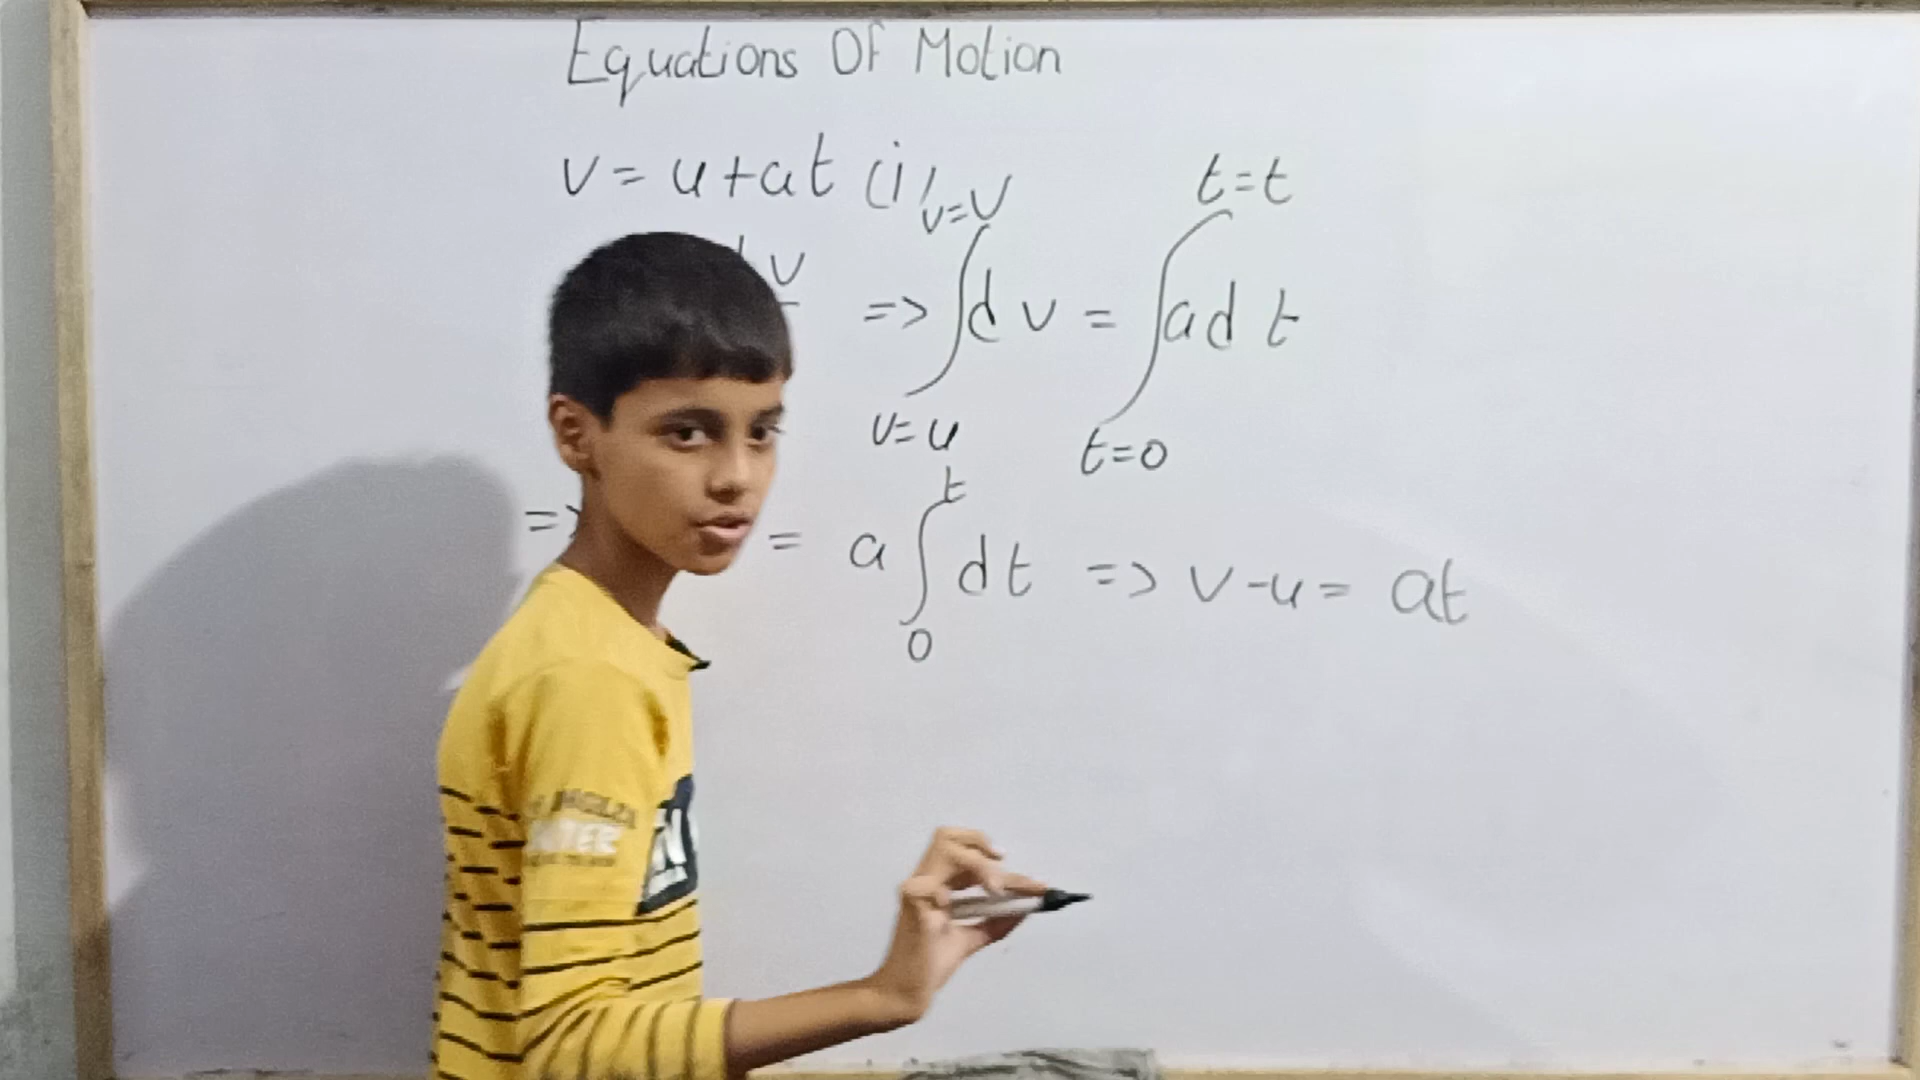 Equations Of Motion
v = u + at (i)
v=v t=t
v => ∫dv = ∫adt
v=u t=0
t
=> = a∫dt => v-u = at
0